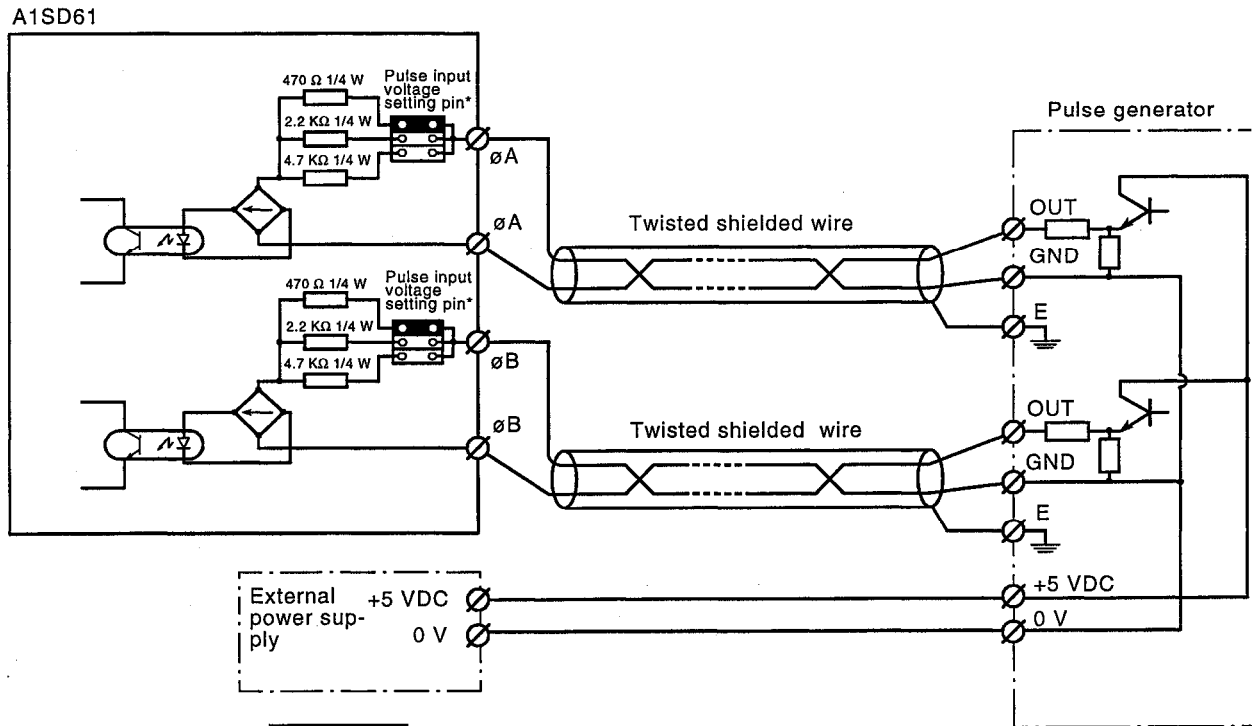 A1SD61
470 Ω 1/4 W
2.2 KΩ 1/4 W
4.7 KΩ 1/4 W
Pulse input
voltage
setting pin*
øA
øA
470 Ω 1/4 W
2.2 KΩ 1/4 W
4.7 KΩ 1/4 W
Pulse input
voltage
setting pin*
øB
øB
Twisted shielded wire
Twisted shielded wire
Pulse generator
OUT
GND
E
OUT
GND
E
+5 VDC
0 V
External
power sup-
ply
+5 VDC
0 V